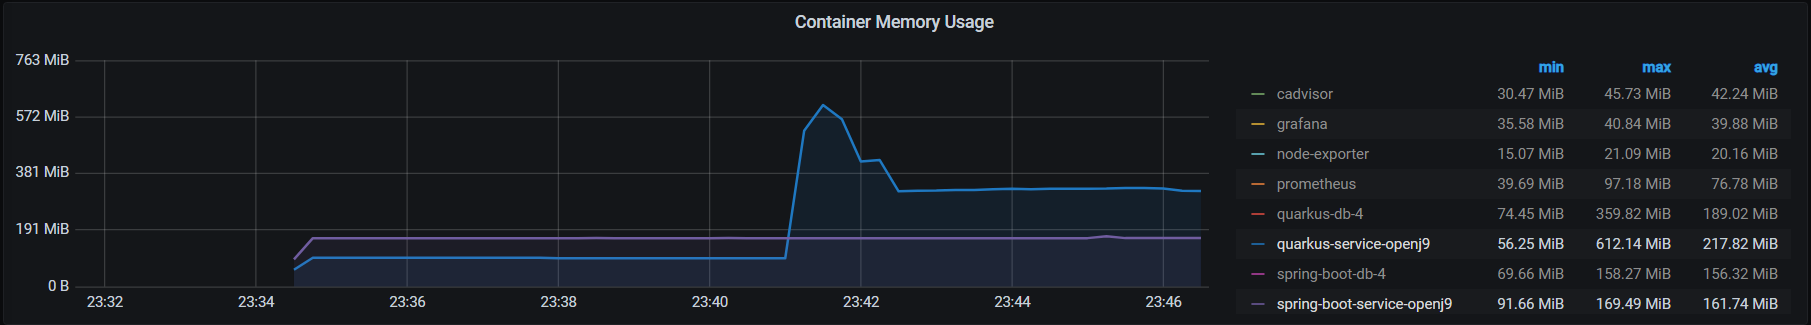 Container Memory Usage
763 MiB
572 MiB
381 MiB
191 MiB
0 B
23:32 23:34 23:36 23:38 23:40 23:42 23:44 23:46
min max avg
cadvisor 30.47 MiB 45.73 MiB 42.24 MiB
grafana 35.58 MiB 40.84 MiB 39.88 MiB
node-exporter 15.07 MiB 21.09 MiB 20.16 MiB
prometheus 39.69 MiB 97.18 MiB 76.78 MiB
quarkus-db-4 74.45 MiB 359.82 MiB 189.02 MiB
quarkus-service-openj9 56.25 MiB 612.14 MiB 217.82 MiB
spring-boot-db-4 69.66 MiB 158.27 MiB 156.32 MiB
spring-boot-service-openj9 91.66 MiB 169.49 MiB 161.74 MiB